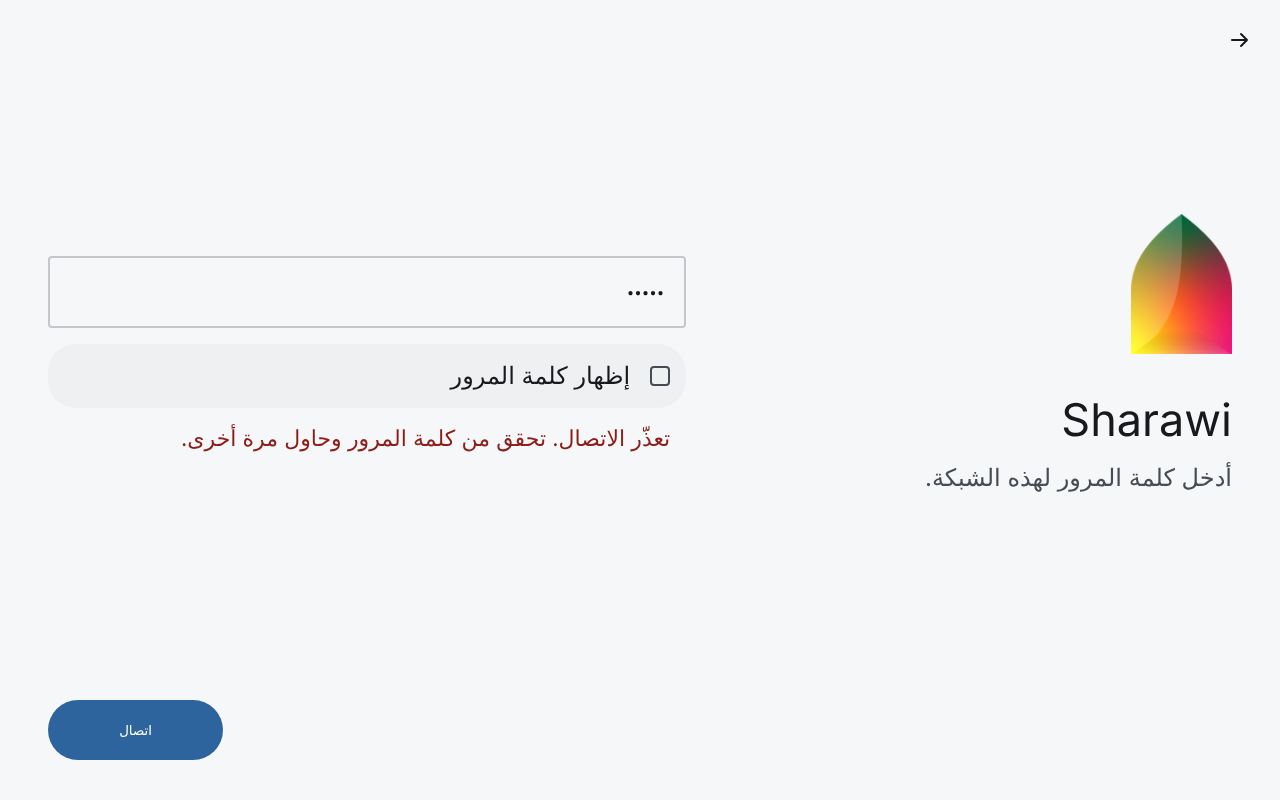 Sharawi
أدخل كلمة المرور لهذه الشبكة.
•••••
إظهار كلمة المرور
تعذّر الاتصال. تحقق من كلمة المرور وحاول مرة أخرى.
اتصال